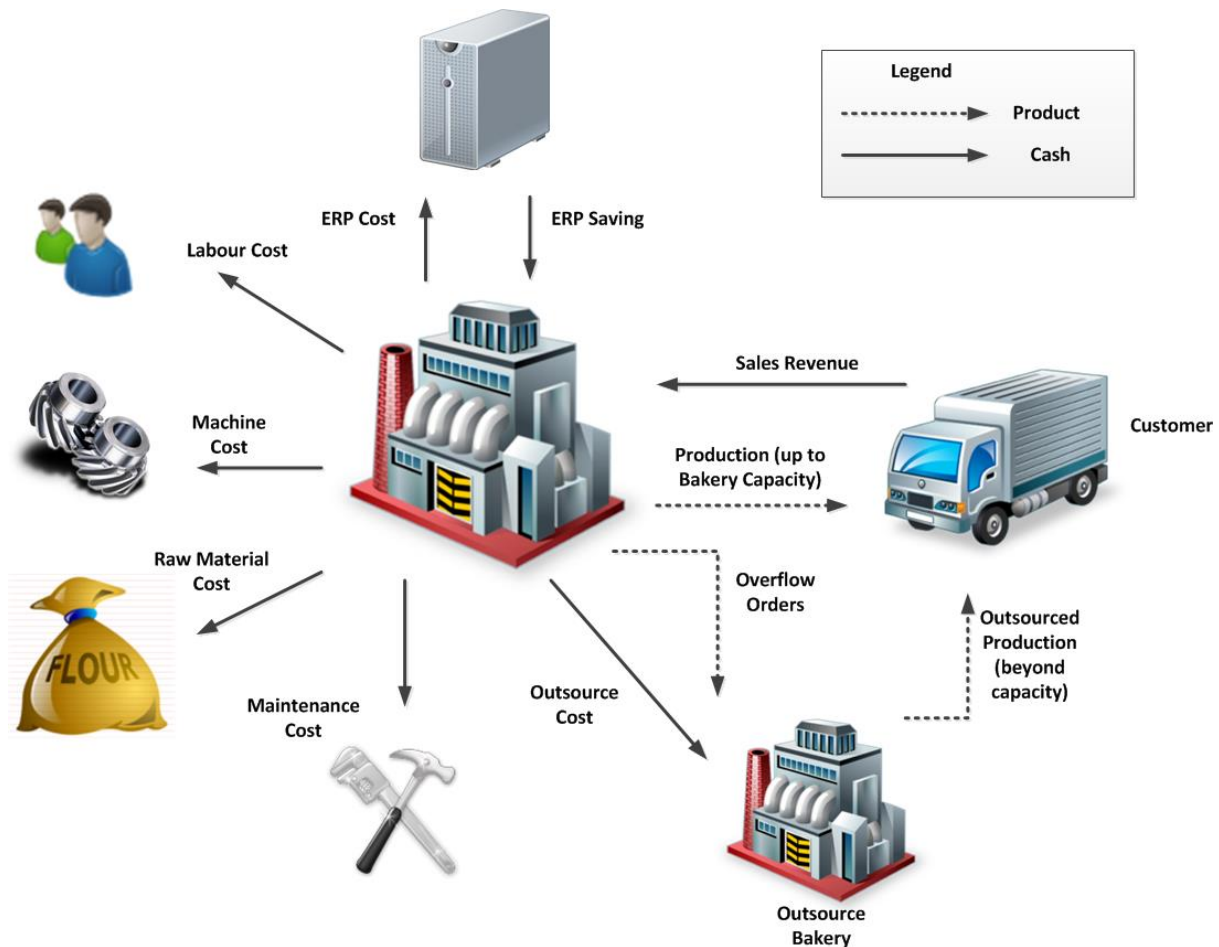 Legend
Product
Cash
ERP Cost
ERP Saving
Labour Cost
Sales Revenue
Customer
Machine
Cost
Production (up to
Bakery Capacity)
Raw Material
Cost
FLOUR
Overflow
Orders
Outsourced
Production
(beyond
capacity)
Maintenance
Cost
Outsource
Cost
Outsource
Bakery